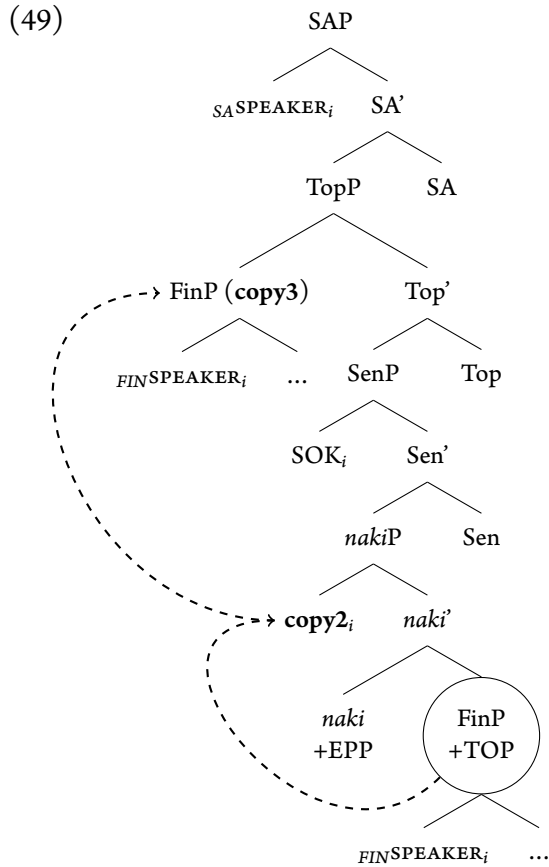 (49)
SAP
SASPEAKERi SA’
TopP SA
FinP (copy3) Top’
FINSPEAKERi ... SenP Top
SOKi Sen’
nakiP Sen
copy2i naki’
naki FinP
+EPP +TOP
FINSPEAKERi ...